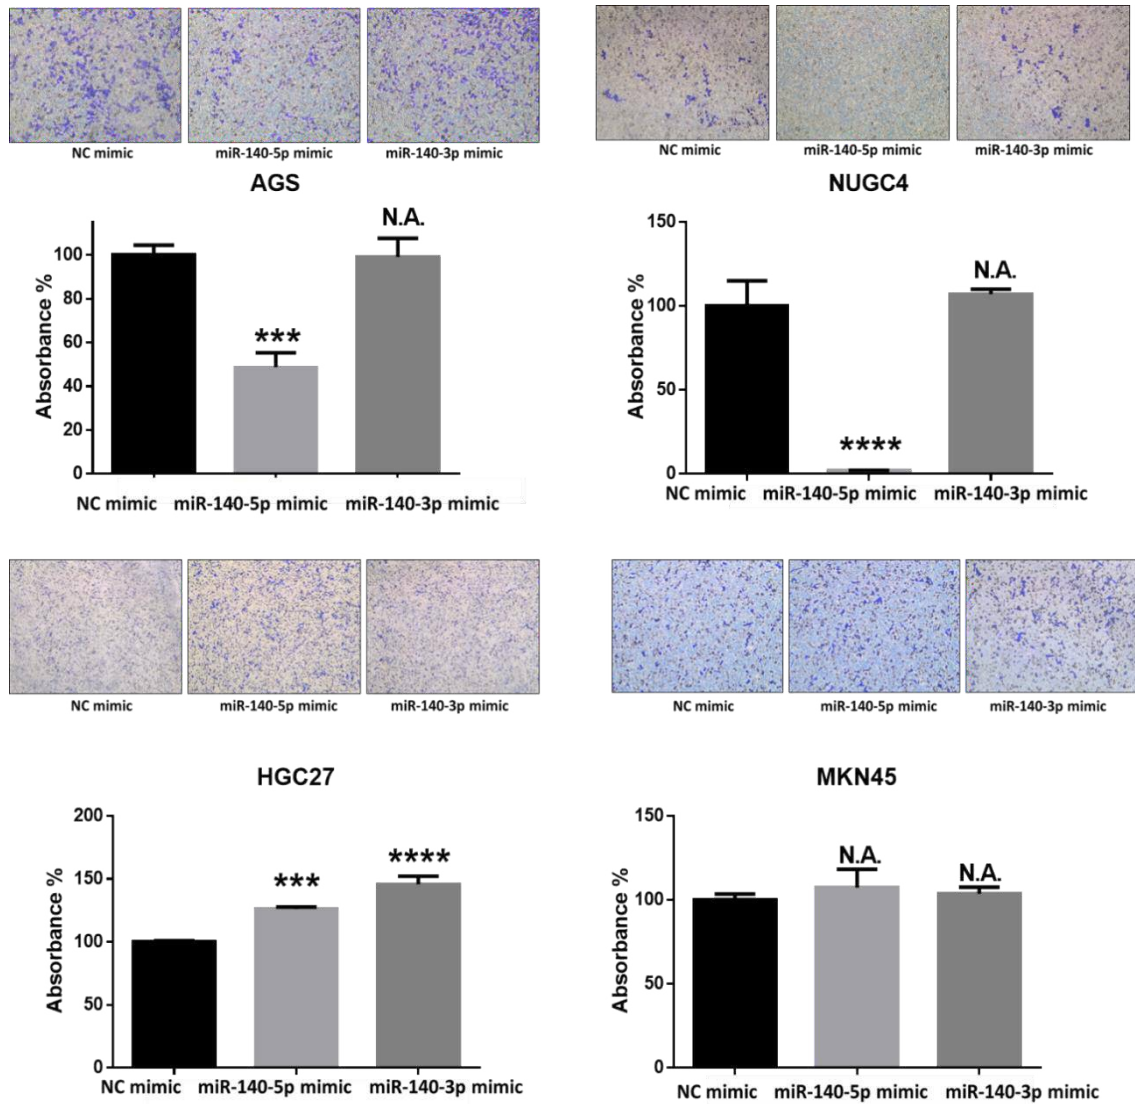 NC mimic miR-140-5p mimic miR-140-3p mimic
AGS
Absorbance %
100
80
60
40
20
0
***
N.A.
NC mimic miR-140-5p mimic miR-140-3p mimic
NC mimic miR-140-5p mimic miR-140-3p mimic
NUGC4
Absorbance %
150
100
50
0
****
N.A.
NC mimic miR-140-5p mimic miR-140-3p mimic
NC mimic miR-140-5p mimic miR-140-3p mimic
HGC27
Absorbance %
200
150
100
50
0
***
****
NC mimic miR-140-5p mimic miR-140-3p mimic
NC mimic miR-140-5p mimic miR-140-3p mimic
MKN45
Absorbance %
150
100
50
0
N.A.
N.A.
NC mimic miR-140-5p mimic miR-140-3p mimic